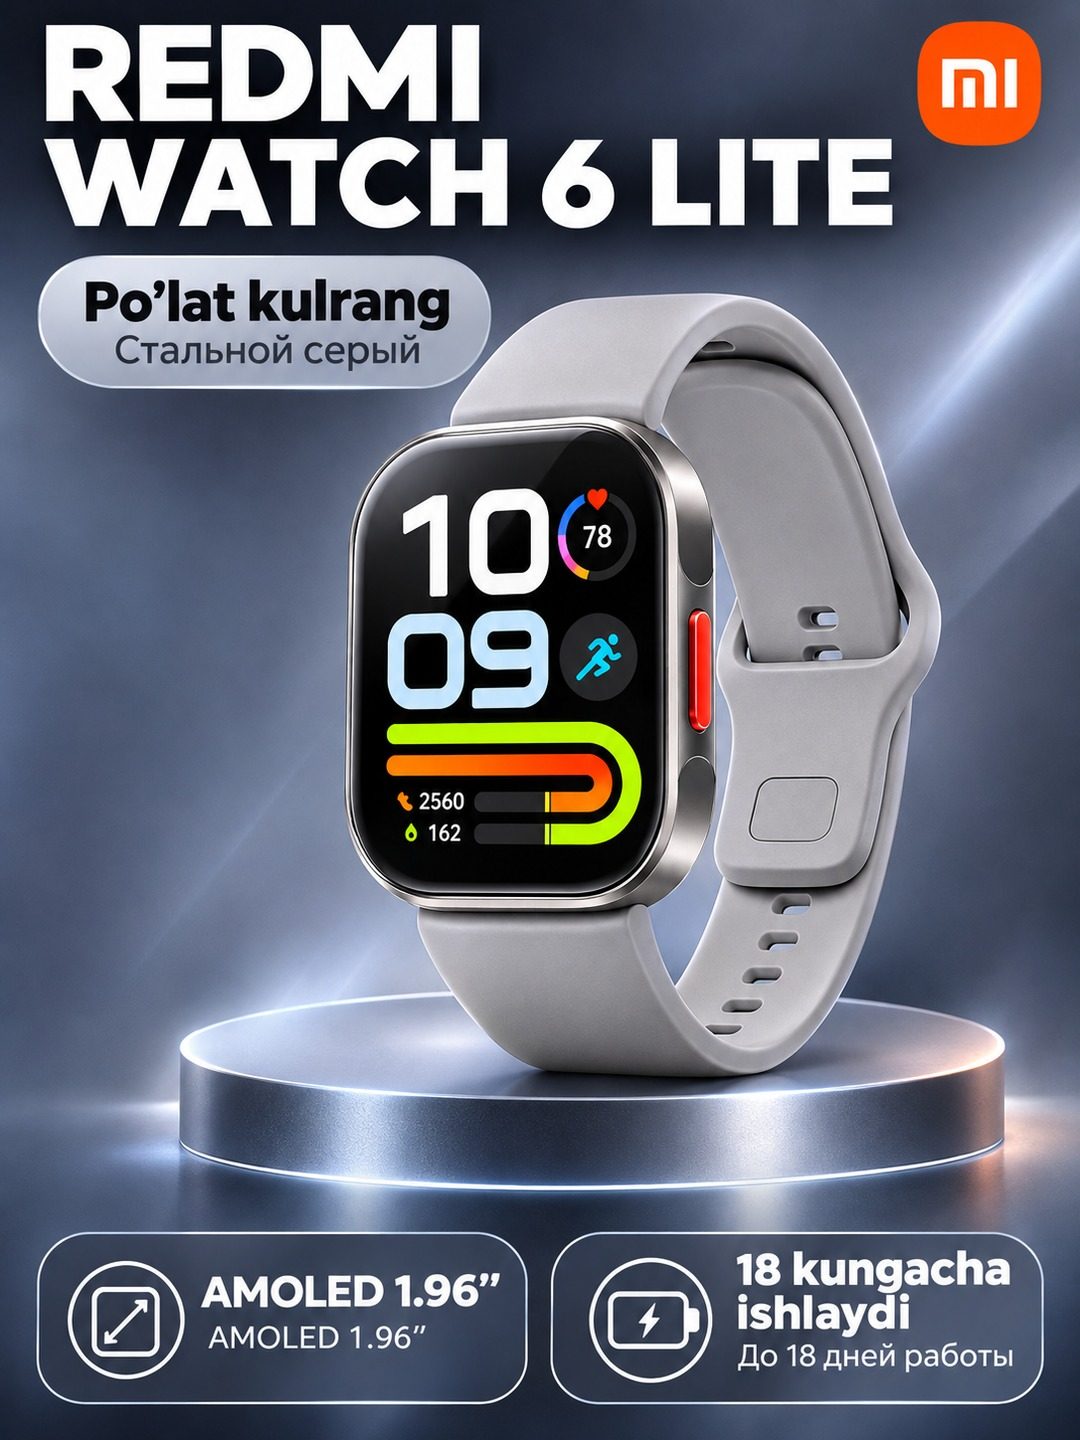 REDMI
WATCH 6 LITE
mi
Po'lat kulrang
Стальной серый
10
78
09
2560
162
AMOLED 1.96”
AMOLED 1.96”
18 kungacha
ishlaydi
До 18 дней работы